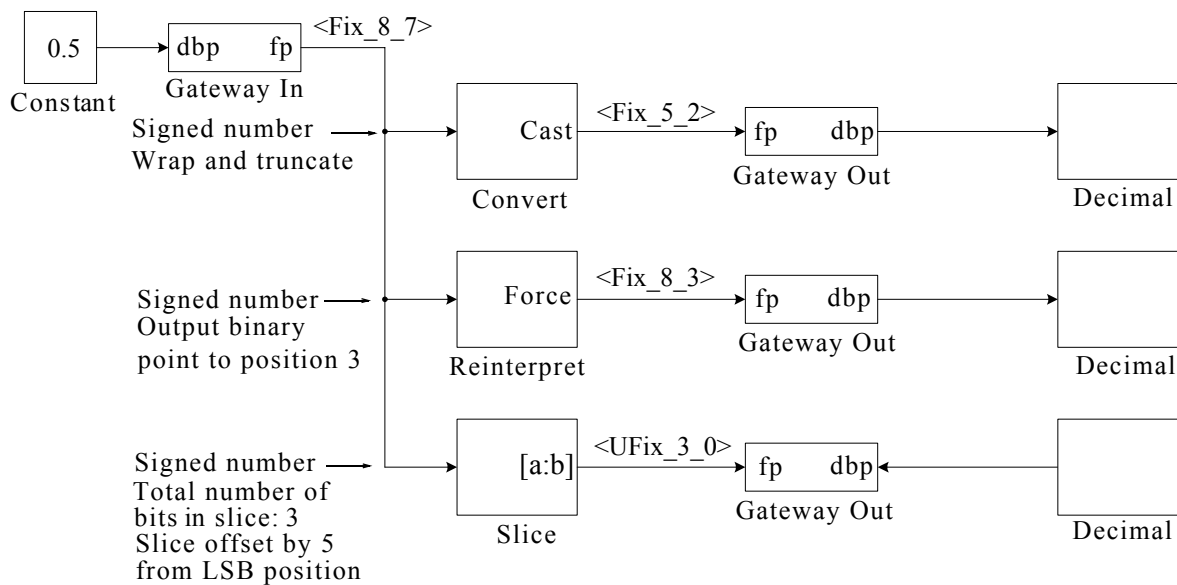 <Fix_8_7>
0.5
dbp fp
Constant
Gateway In
Signed number
Wrap and truncate
Cast
<Fix_5_2>
fp dbp
Convert
Gateway Out
Decimal
Signed number
Output binary
point to position 3
Force
<Fix_8_3>
fp dbp
Reinterpret
Gateway Out
Decimal
Signed number
Total number of
bits in slice: 3
Slice offset by 5
from LSB position
[a:b]
<UFix_3_0>
fp dbp
Slice
Gateway Out
Decimal